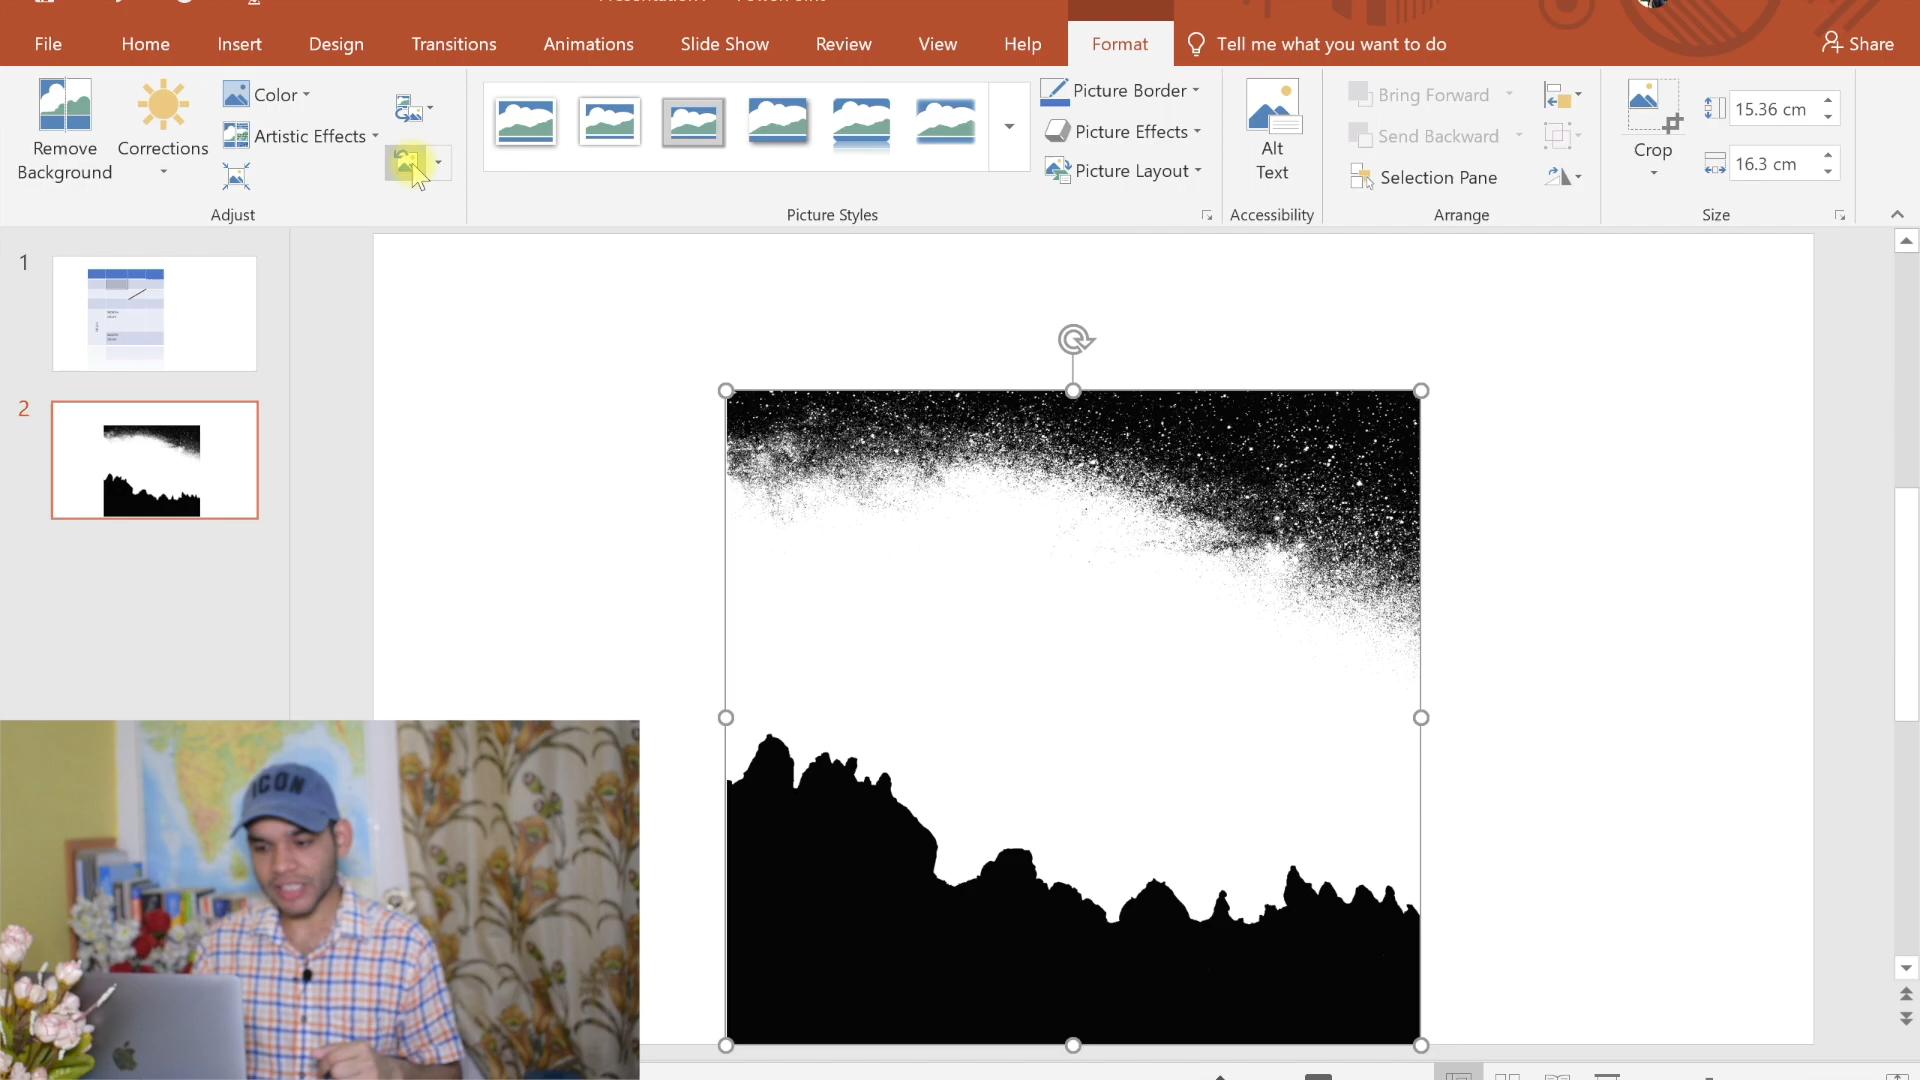 File Home Insert Design Transitions Animations Slide Show Review View Help Format Tell me what you want to do Share
Remove Background
Corrections
Color
Artistic Effects
Adjust
Picture Styles
Picture Border
Picture Effects
Picture Layout
Alt Text
Accessibility
Bring Forward
Send Backward
Selection Pane
Arrange
Crop
15.36 cm
16.3 cm
Size
1
2
ICON